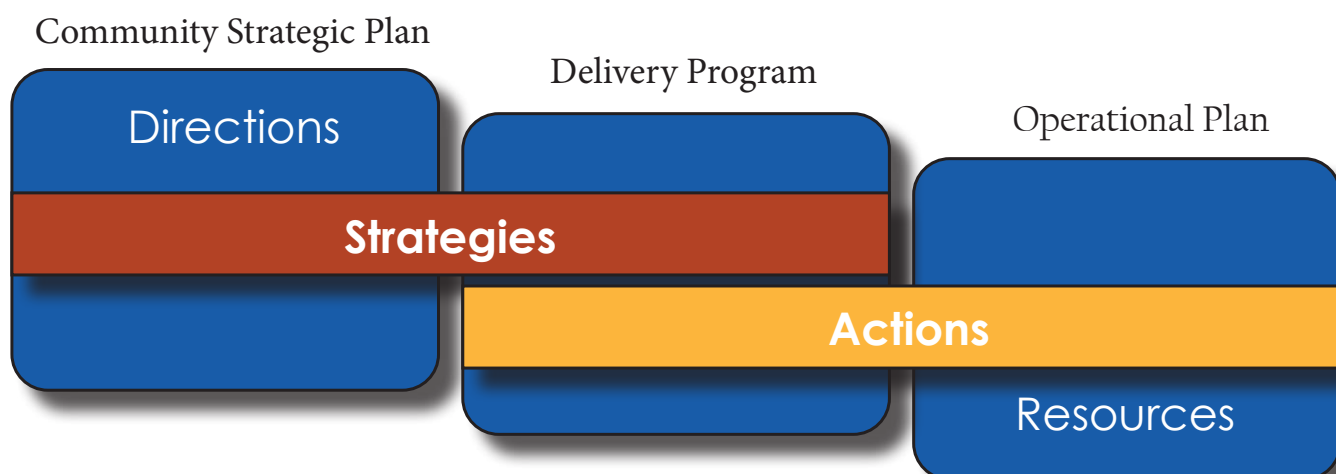 Community Strategic Plan
Delivery Program
Operational Plan
Directions
Strategies
Actions
Resources